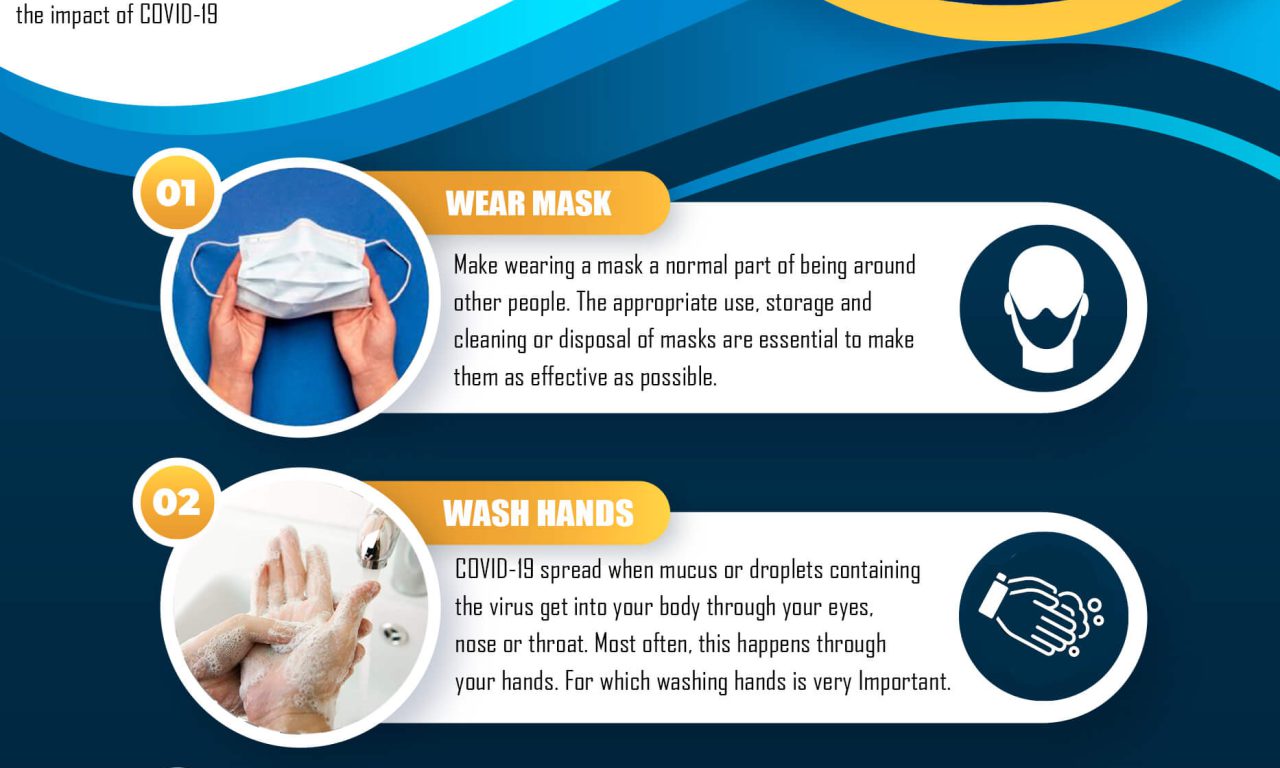 the impact of COVID-19
01
WEAR MASK
Make wearing a mask a normal part of being around
other people. The appropriate use, storage and
cleaning or disposal of masks are essential to make
them as effective as possible.
02
WASH HANDS
COVID-19 spread when mucus or droplets containing
the virus get into your body through your eyes,
nose or throat. Most often, this happens through
your hands. For which washing hands is very Important.